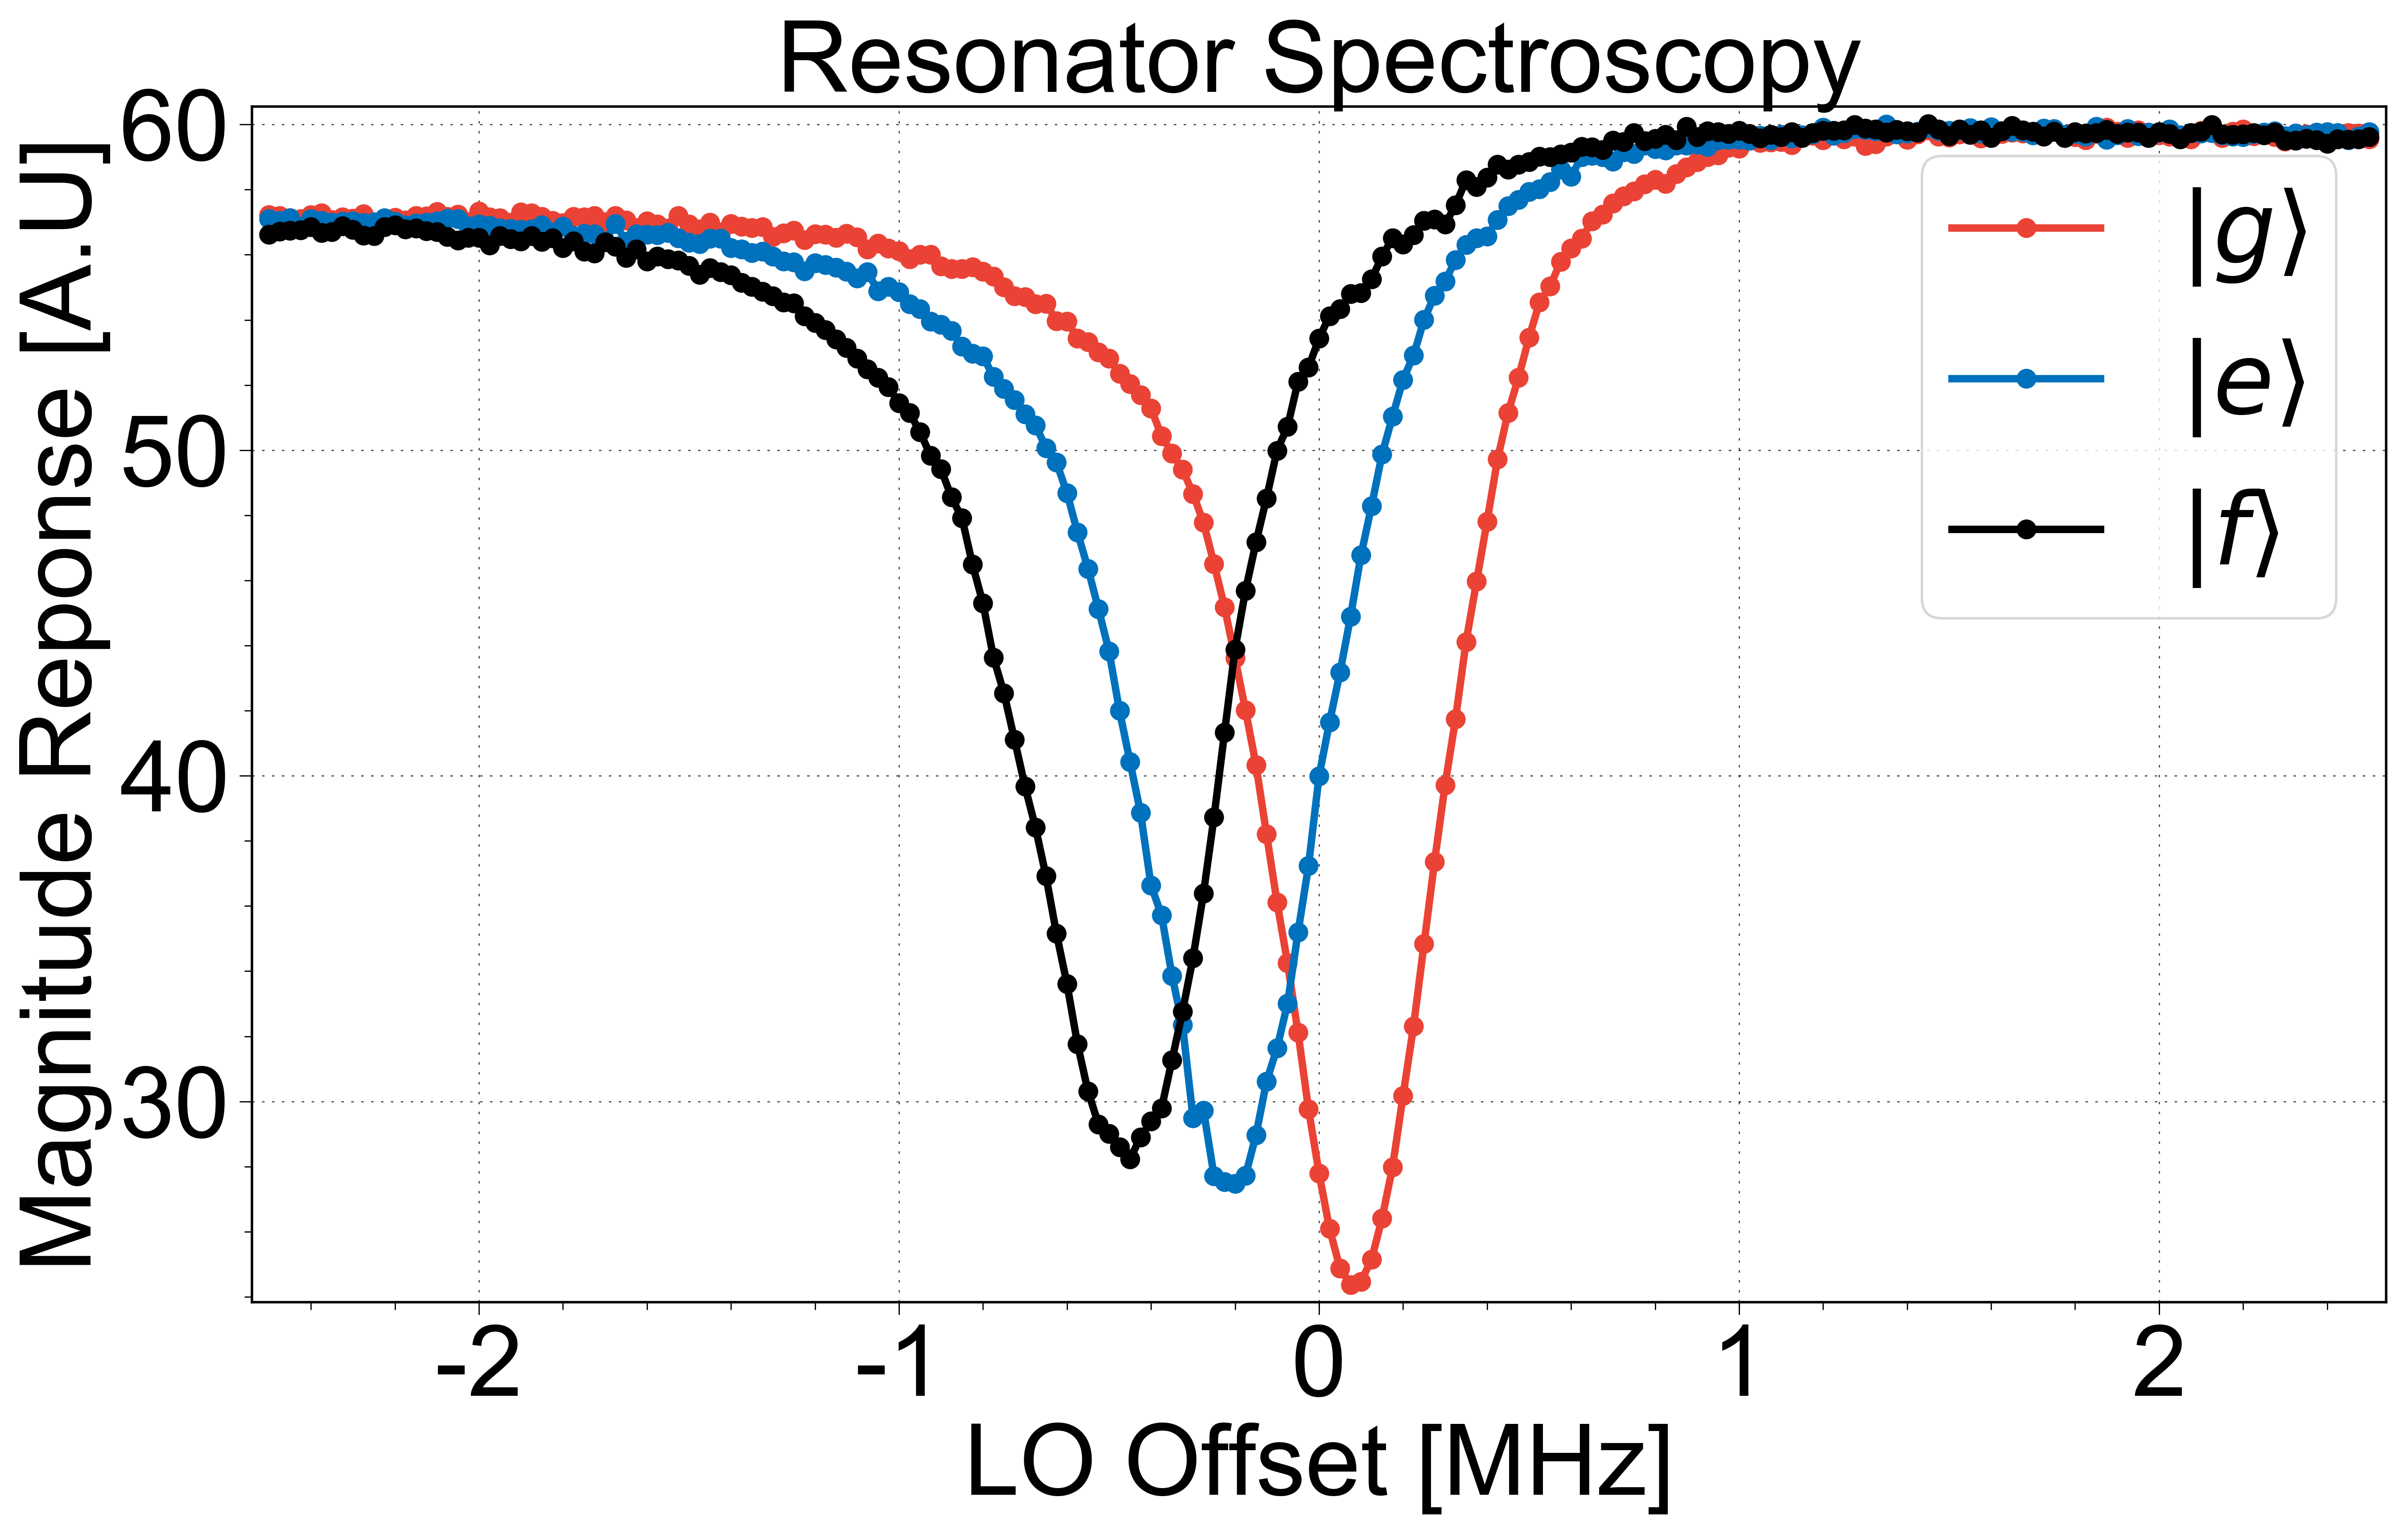 Resonator Spectroscopy
Magnitude Reponse [A.U]
60
50
40
30
|g⟩
|e⟩
|f⟩
-2 -1 0 1 2
LO Offset [MHz]